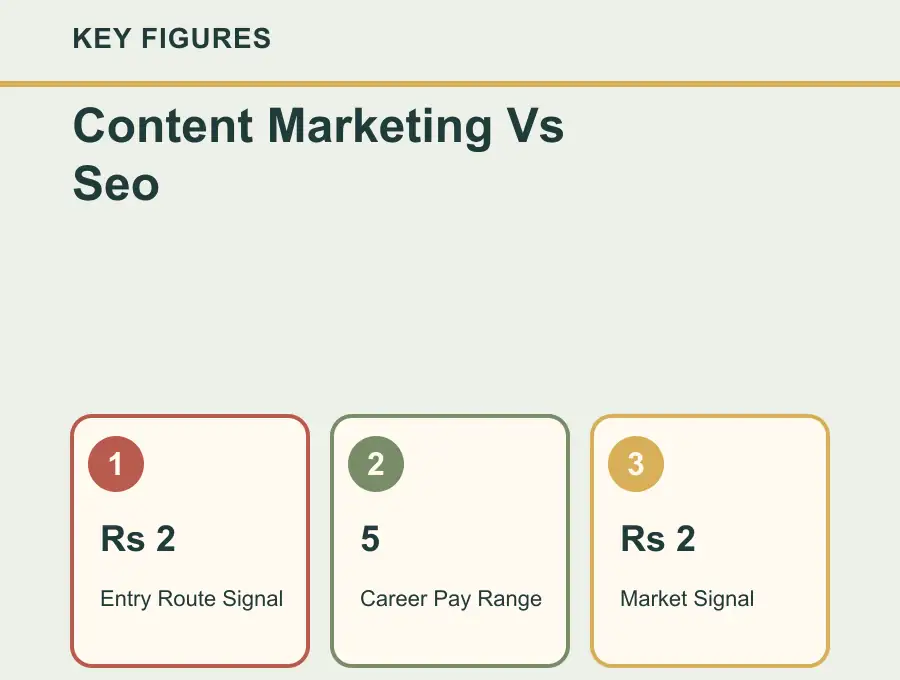 KEY FIGURES
Content Marketing Vs
Seo
1
Rs 2
Entry Route Signal
2
5
Career Pay Range
3
Rs 2
Market Signal